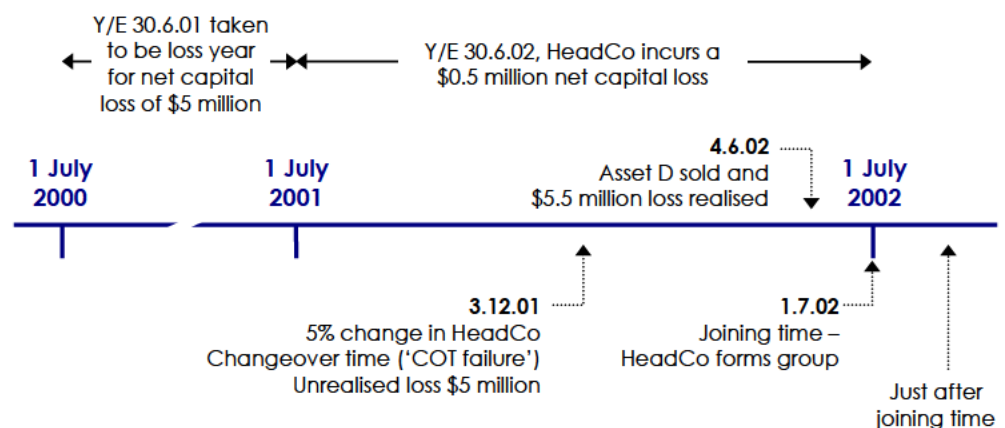 Y/E 30.6.01 taken
to be loss year
for net capital
loss of $5 million
Y/E 30.6.02, HeadCo incurs a
$0.5 million net capital loss
1 July
2000
1 July
2001
4.6.02
Asset D sold and
$5.5 million loss realised
1 July
2002
3.12.01
5% change in HeadCo
Changeover time (‘COT failure’)
Unrealised loss $5 million
1.7.02
Joining time –
HeadCo forms group
Just after
joining time